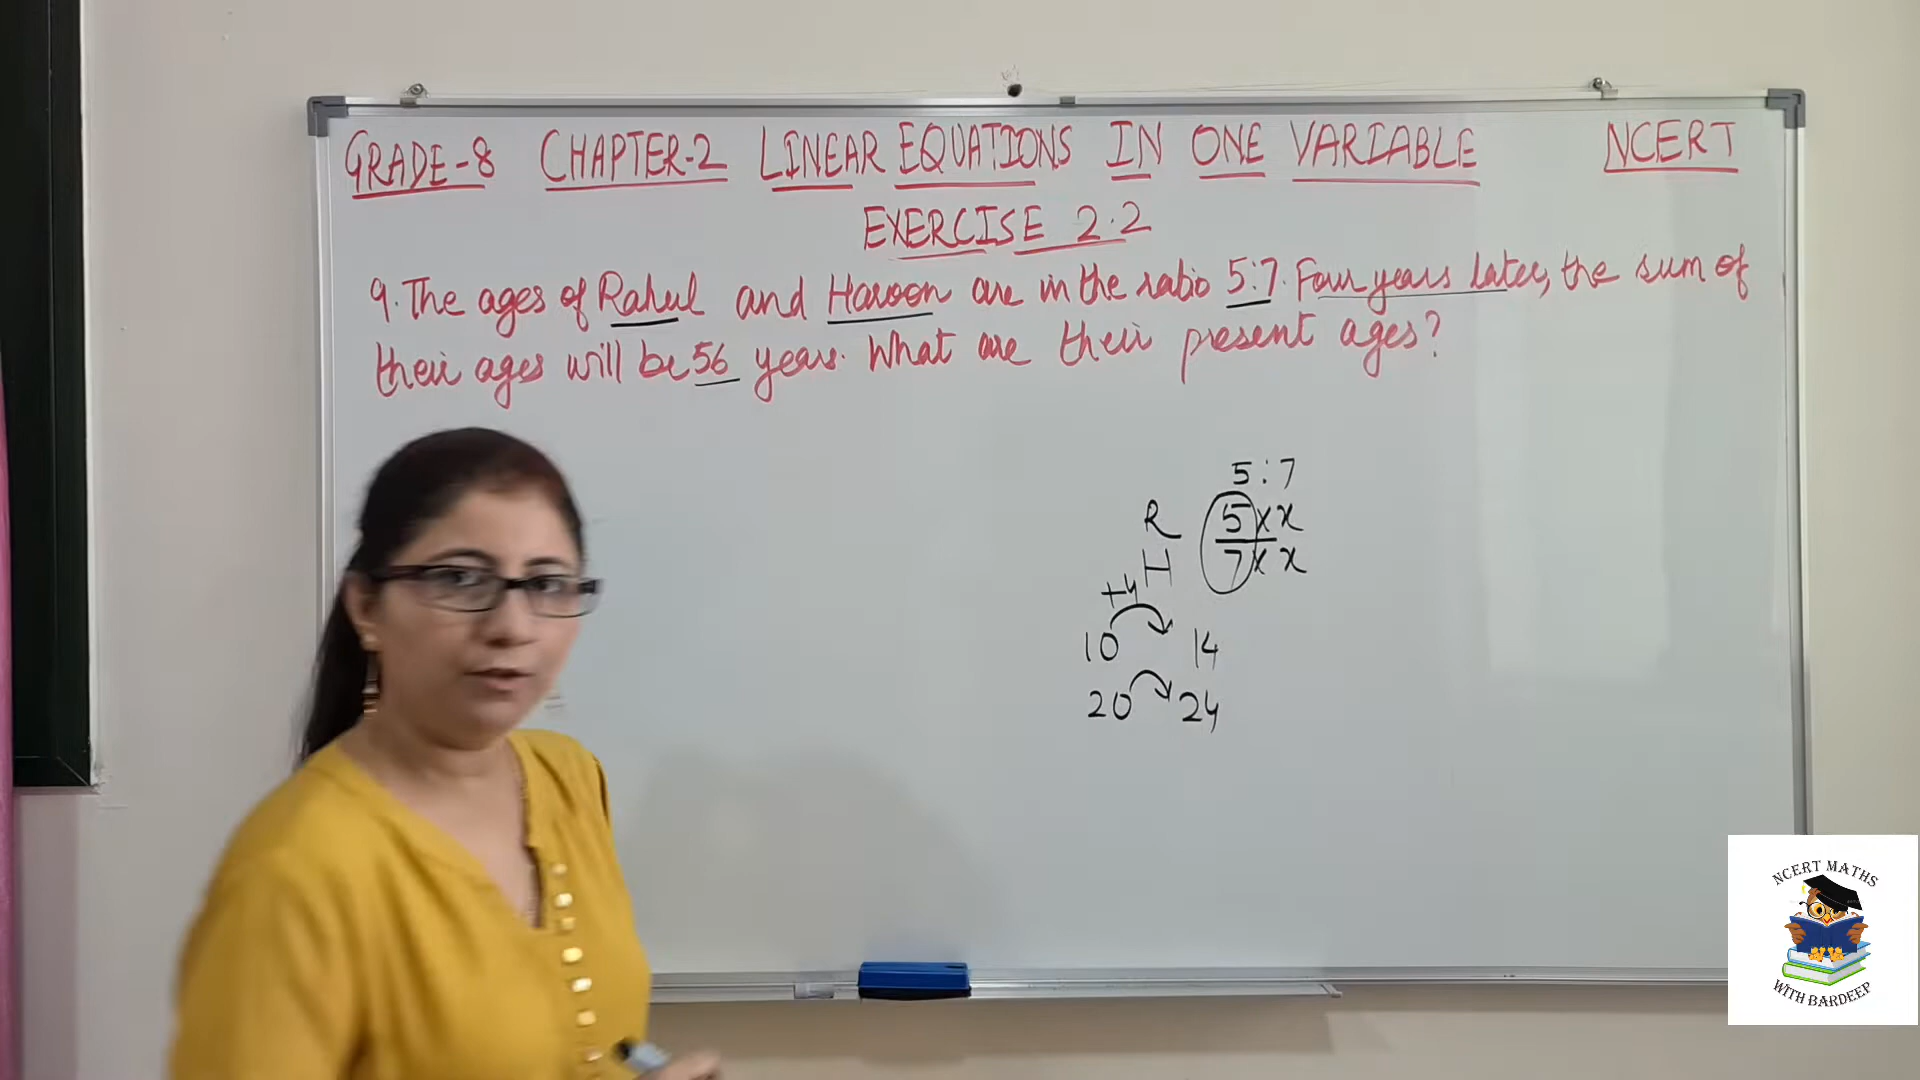 GRADE-8 CHAPTER-2 LINEAR EQUATIONS IN ONE VARIABLE NCERT
EXERCISE 2.2
9. The ages of Rahul and Haroon are in the ratio 5:7. Four years later, the sum of
their ages will be 56 years. What are their present ages?
5:7
R 5 × x
H 7 × x
+4
10 14
20 24
NCERT MATHS
WITH BARDEEP